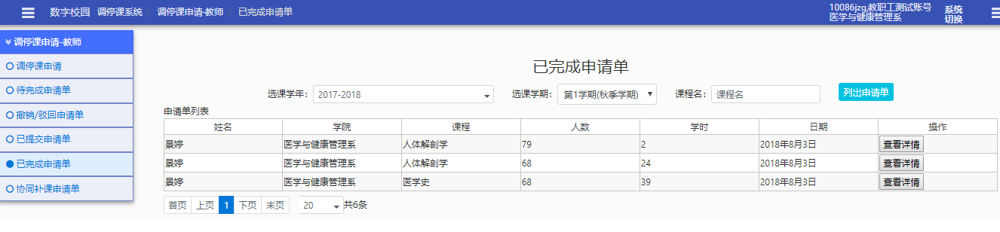 数字校园 调停课系统 / 调停课申请-教师 / 已完成申请单
10086jzg,教职工测试账号
医学与健康管理系
系统
切换
调停课申请-教师
调停课申请
待完成申请单
撤销/驳回申请单
已提交申请单
已完成申请单
协同补课申请单
已完成申请单
选课学年: 2017-2018 选课学期: 第1学期(秋季学期) 课程名: 课程名 列出申请单
申请单列表
姓名 学院 课程 人数 学时 日期 操作
景婷 医学与健康管理系 人体解剖学 79 2 2018年8月3日 查看详情
景婷 医学与健康管理系 人体解剖学 68 24 2018年8月3日 查看详情
景婷 医学与健康管理系 医学史 68 39 2018年8月3日 查看详情
首页 上页 1 下页 末页 20 共6条